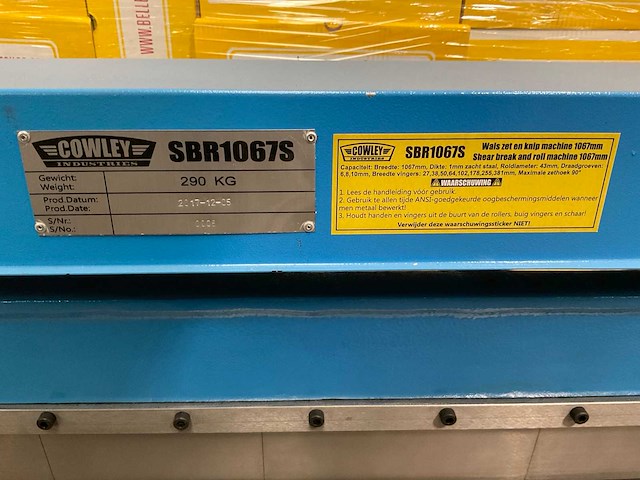 WWW.BELL
COWLEY
INDUSTRIES
SBR1067S
Gewicht:
Weight:
290 KG
Prod.Datum:
Prod.Date:
2017-12-05
S/Nr.:
S/No.:
COWLEY
INDUSTRIES
SBR1067S
Wals zet en knip machine 1067mm
Shear break and roll machine 1067mm
Capaciteit: Breedte: 1067mm, Dikte: 1mm zacht staal, Roldiameter: 43mm, Draadgroeven:
6,8,10mm, Breedte vingers: 27,38,50,64,102,178,255,381mm, Maximale zethoek 90°
WAARSCHUWING
1. Lees de handleiding vóór gebruik.
2. Gebruik te allen tijde ANSI-goedgekeurde oogbeschermingsmiddelen wanneer
men metaal bewerkt!
3. Houdt handen en vingers uit de buurt van de rollers, buig vingers en schaar!
Verwijder deze waarschuwingssticker NIET!